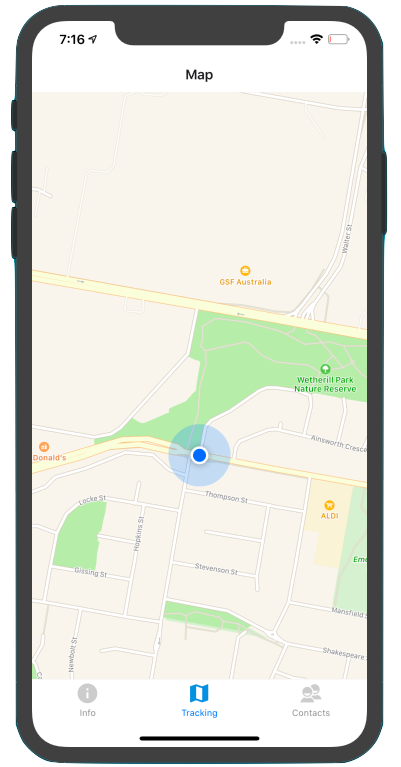 7:16
Map
Walter St
GSF Australia
Wetherill Park
Nature Reserve
Donald's
Ainsworth Cresce
Locke St
Thompson St
ALDI
Hopkins St
Gissing St
Stevenson St
Eme
Mansfield S
Newbolt St
Shakespeare
Info
Tracking
Contacts